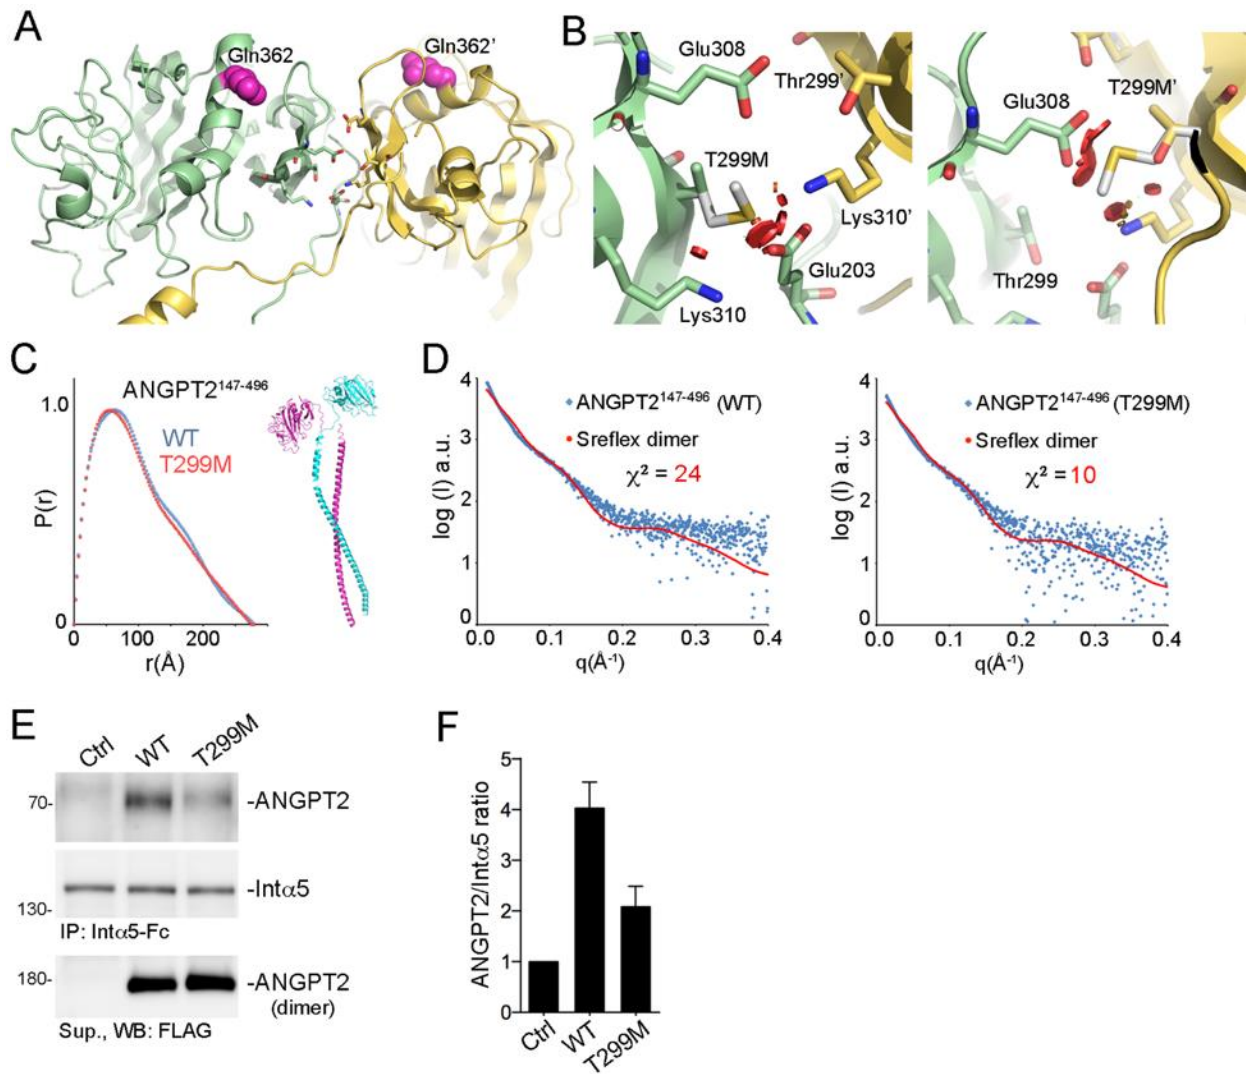 A
Gln362
Gln362'
B
Glu308
Thr299'
T299M
Lys310'
Glu203
Lys310
T299M'
Glu308
Thr299
C
ANGPT2¹⁴⁷⁻⁴⁹⁶
1.0
WT
T299M
P(r)
0
0 100 200
r(Å)
D
4
3
2
1
0
log (I) a.u.
ANGPT2¹⁴⁷⁻⁴⁹⁶ (WT)
Sreflex dimer
χ² = 24
0.0 0.1 0.2 0.3 0.4
q(Å⁻¹)
4
3
2
1
0
log (I) a.u.
ANGPT2¹⁴⁷⁻⁴⁹⁶ (T299M)
Sreflex dimer
χ² = 10
0.0 0.1 0.2 0.3 0.4
q(Å⁻¹)
E
Ctrl WT T299M
70- -ANGPT2
-Intα5
130-
IP: Intα5-Fc
180- -ANGPT2
(dimer)
Sup., WB: FLAG
F
5
4
3
2
1
0
ANGPT2/Intα5 ratio
Ctrl WT T299M